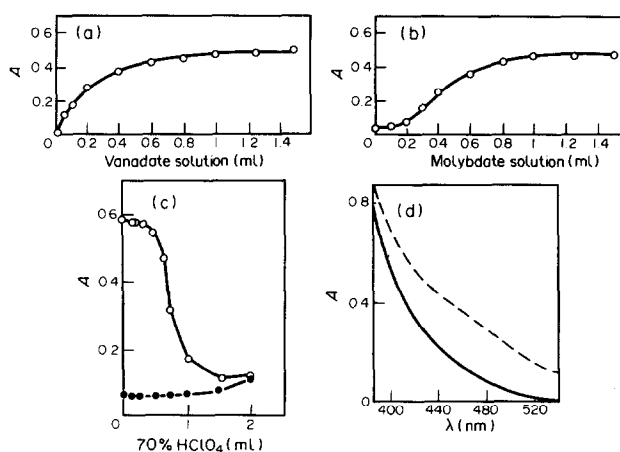 (a)
A
0 6
0.4
0.2
0 0 2 0.4 0.6 0.8 1 0 1 2 1.4
Vanadate solution (ml)
(b)
A
0 6
0 4
0.2
0 0.2 0.4 0.6 0.8 1.0 1.2 1.4
Molybdate solution (ml)
(c)
A
0.6
0 4
0.2
0 1 2
70% HClO4 (ml)
(d)
A
0.8
0.4
0
400 440 480 520
λ (nm)